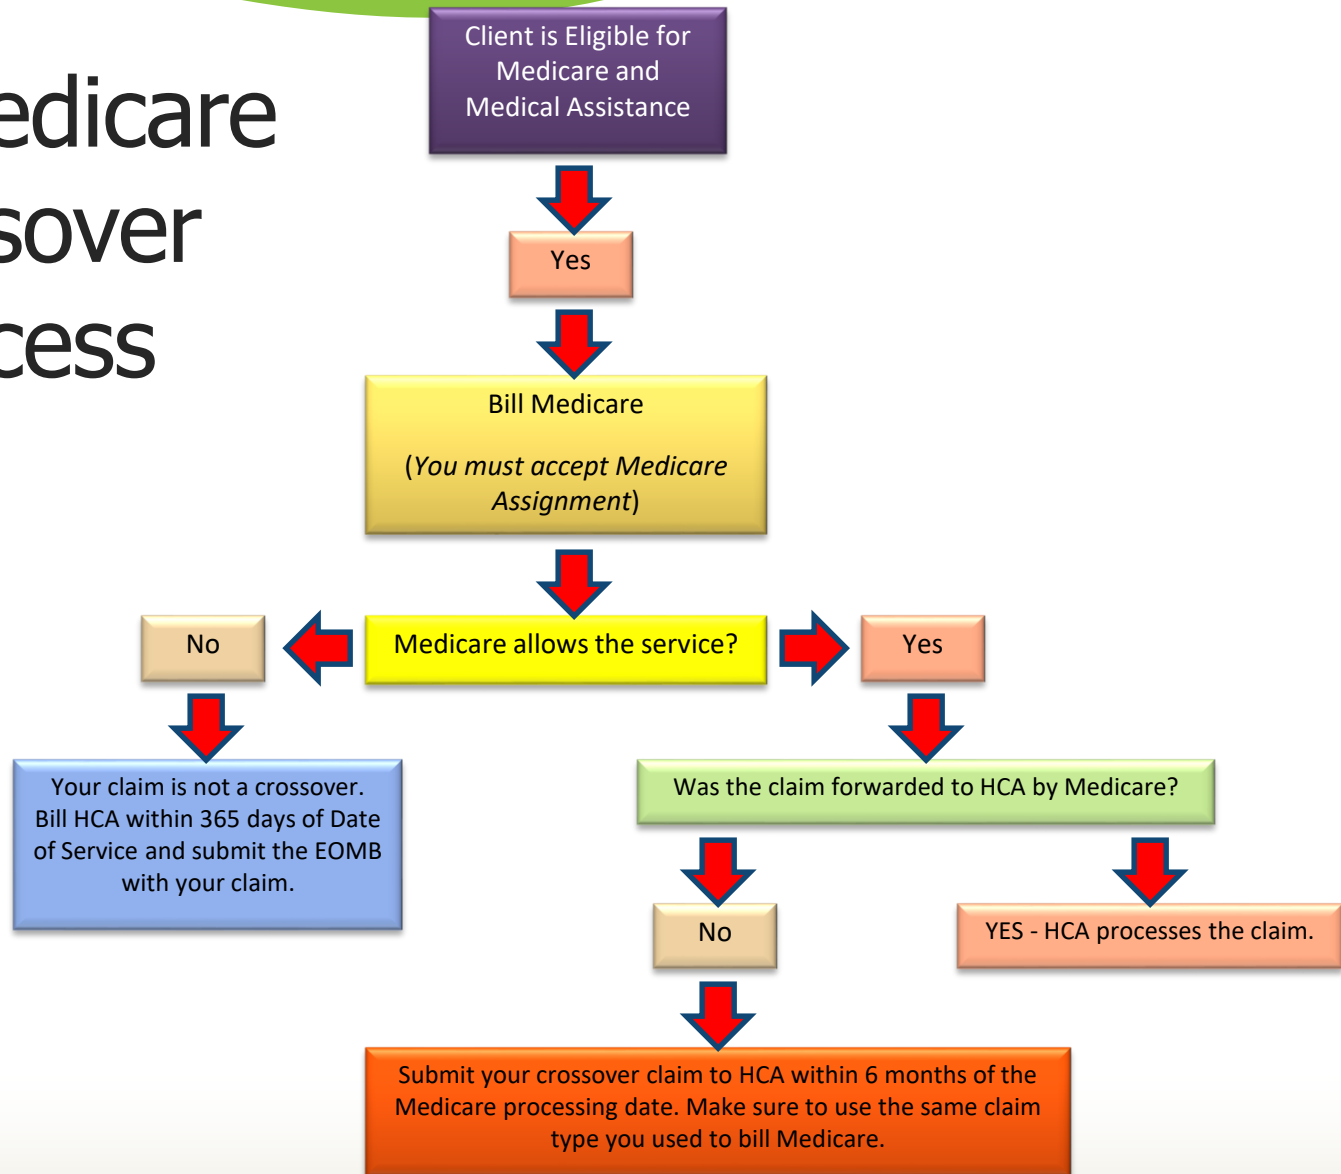 Client is Eligible for
Medicare and
Medical Assistance
edicare
sover
cess
Yes
Bill Medicare
(You must accept Medicare
Assignment)
No
Medicare allows the service?
Yes
Your claim is not a crossover.
Bill HCA within 365 days of Date
of Service and submit the EOMB
with your claim.
Was the claim forwarded to HCA by Medicare?
No
YES - HCA processes the claim.
Submit your crossover claim to HCA within 6 months of the
Medicare processing date. Make sure to use the same claim
type you used to bill Medicare.